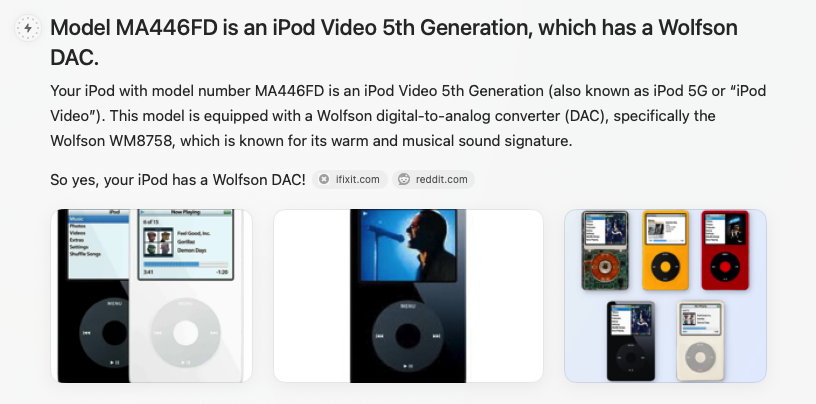 Model MA446FD is an iPod Video 5th Generation, which has a Wolfson
DAC.
Your iPod with model number MA446FD is an iPod Video 5th Generation (also known as iPod 5G or “iPod
Video”). This model is equipped with a Wolfson digital-to-analog converter (DAC), specifically the
Wolfson WM8758, which is known for its warm and musical sound signature.
So yes, your iPod has a Wolfson DAC! ifixit.com reddit.com
iPod
Music
Photos
Videos
Extras
Settings
Shuffle Songs
Now Playing
6 of 15
Feel Good, Inc.
Gorillaz
Demon Days
3:41 -1:20
MENU
MENU
MENU